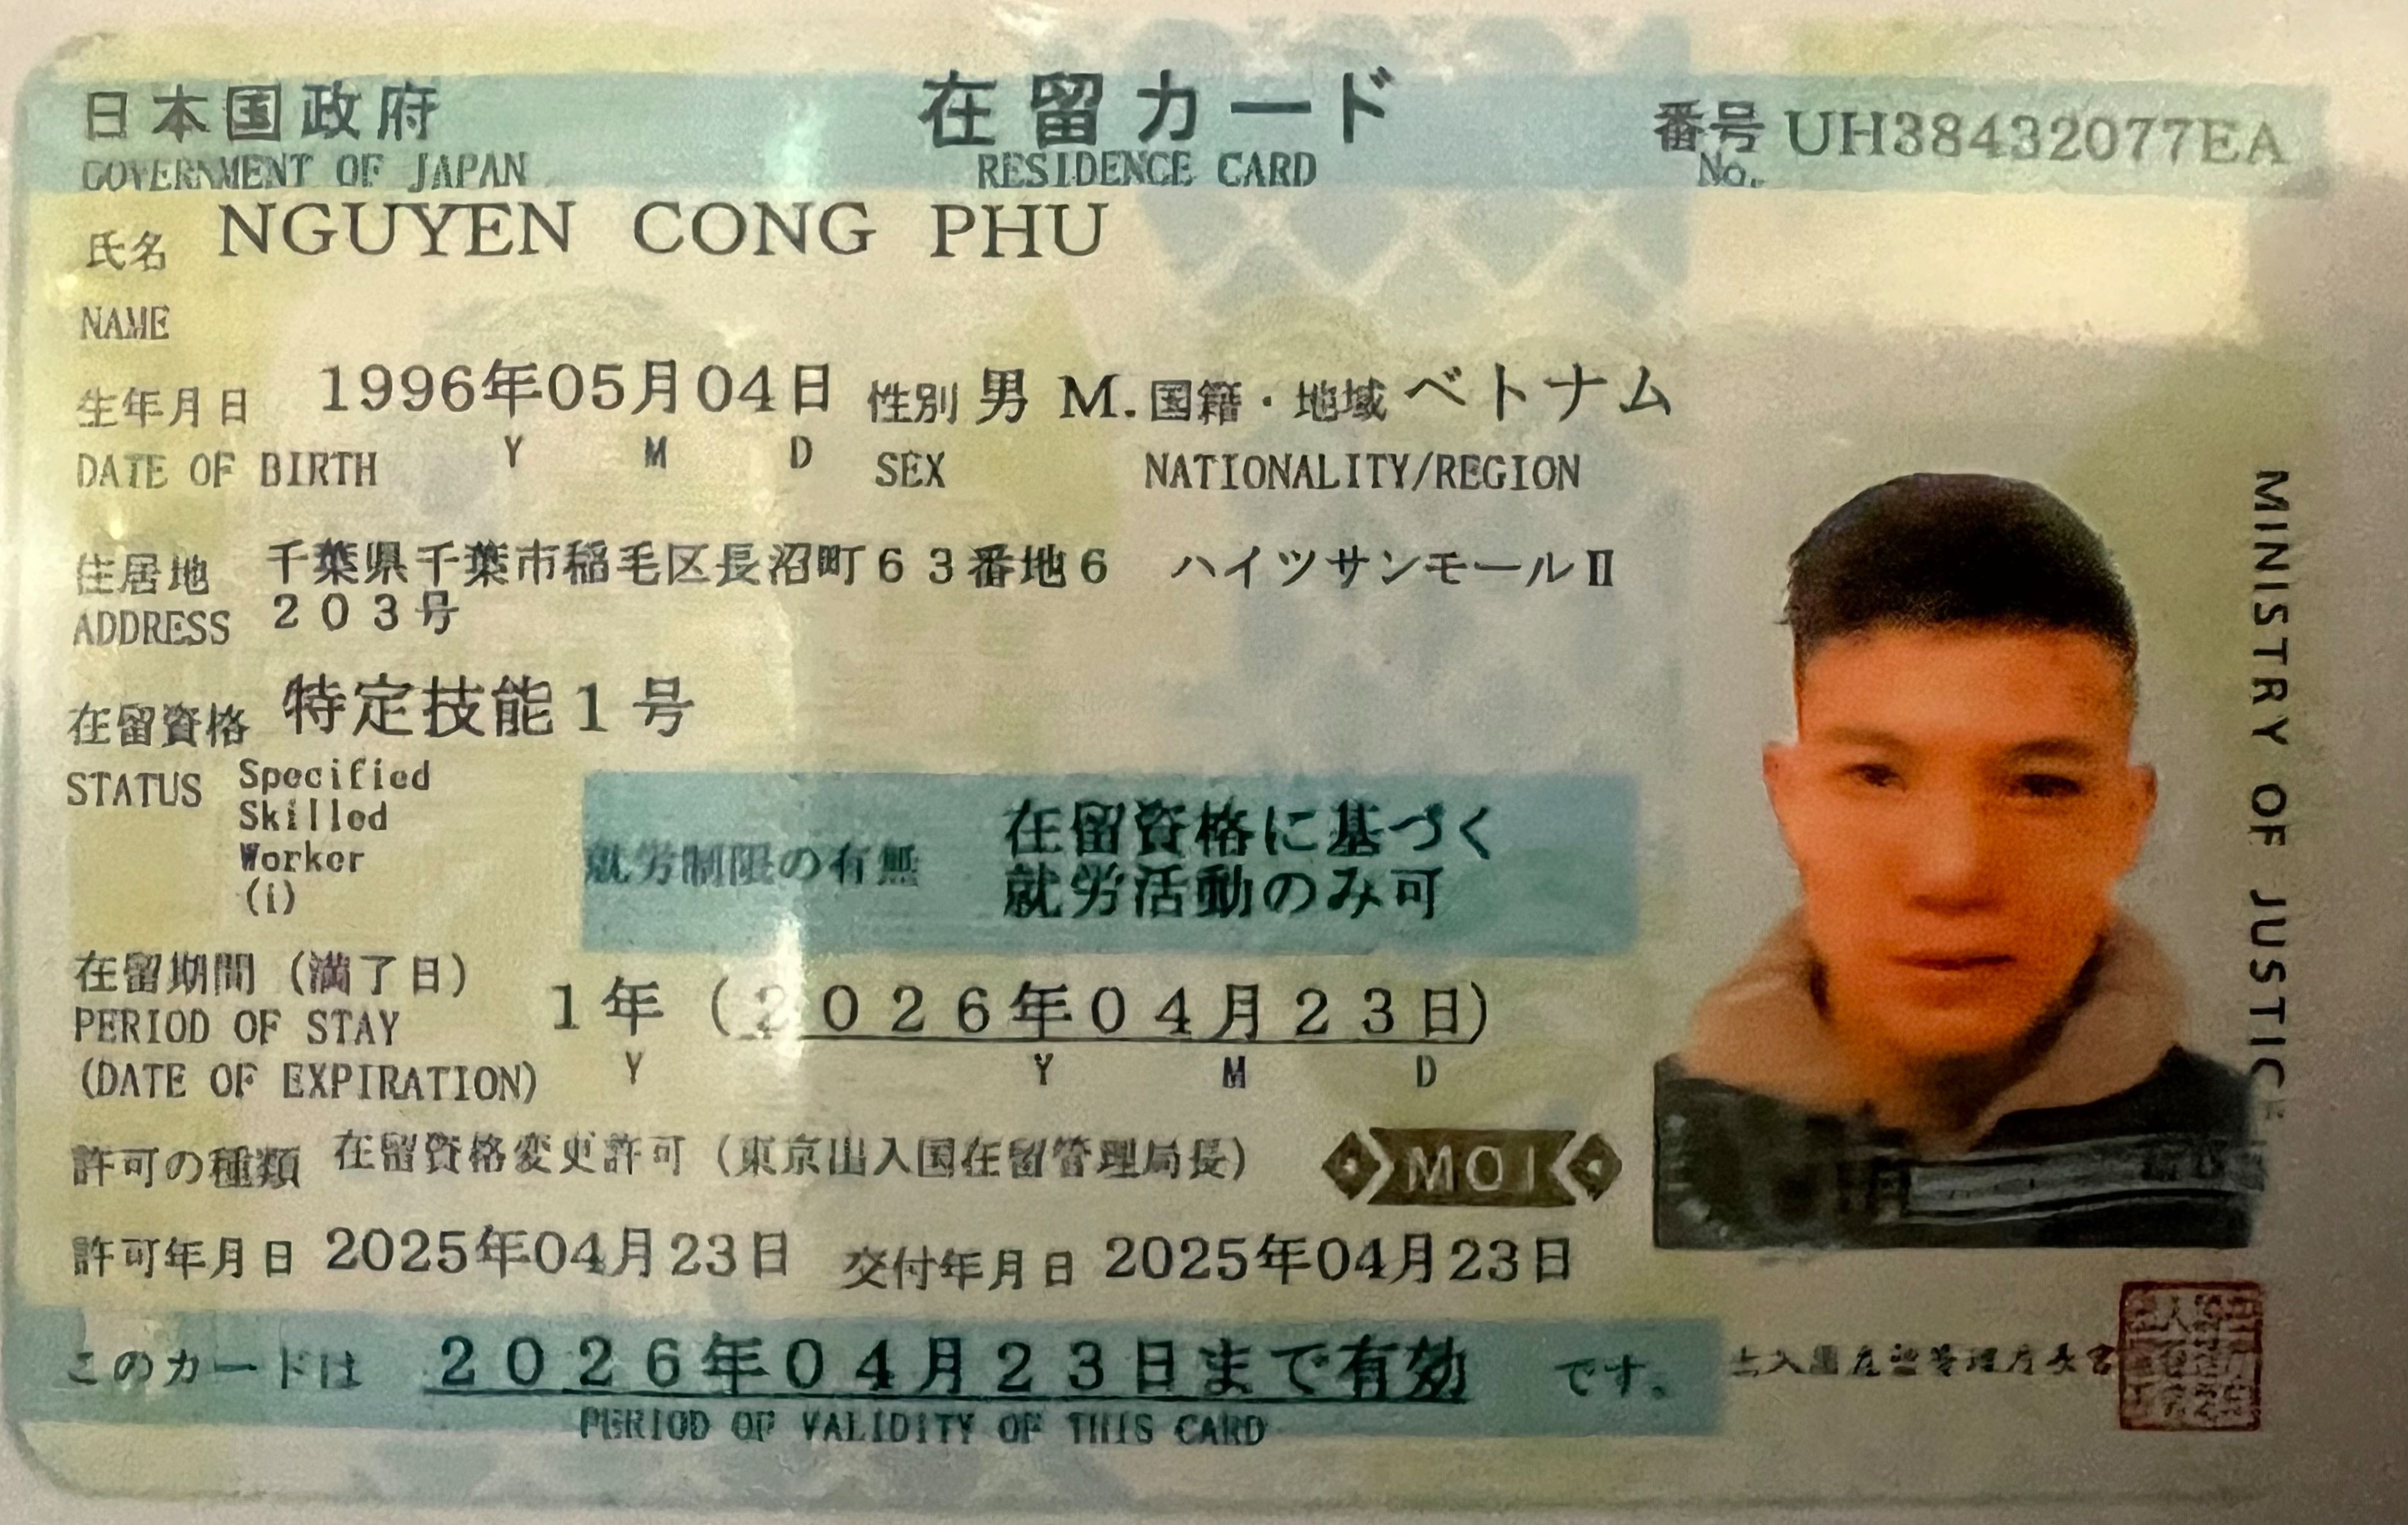 日本国政府
GOVERNMENT OF JAPAN
在留カード
RESIDENCE CARD
番号 UH38432077EA
No.
氏名 NGUYEN CONG PHU
NAME
生年月日 1996年05月04日 性別 男 M. 国籍・地域 ベトナム
DATE OF BIRTH Y M D SEX NATIONALITY/REGION
住居地 千葉県千葉市稲毛区長沼町63番地6 ハイツサンモールⅡ
ADDRESS 203号
在留資格 特定技能1号
STATUS Specified
Skilled
Worker
(i)
就労制限の有無
在留資格に基づく
就労活動のみ可
在留期間(満了日) 1年(2026年04月23日)
PERIOD OF STAY Y Y M D
(DATE OF EXPIRATION)
許可の種類 在留資格変更許可(東京出入国在留管理局長)
MOI
許可年月日 2025年04月23日 交付年月日 2025年04月23日
このカードは 2026年04月23日まで有効 です。
PERIOD OF VALIDITY OF THIS CARD
MINISTRY OF JUSTICE